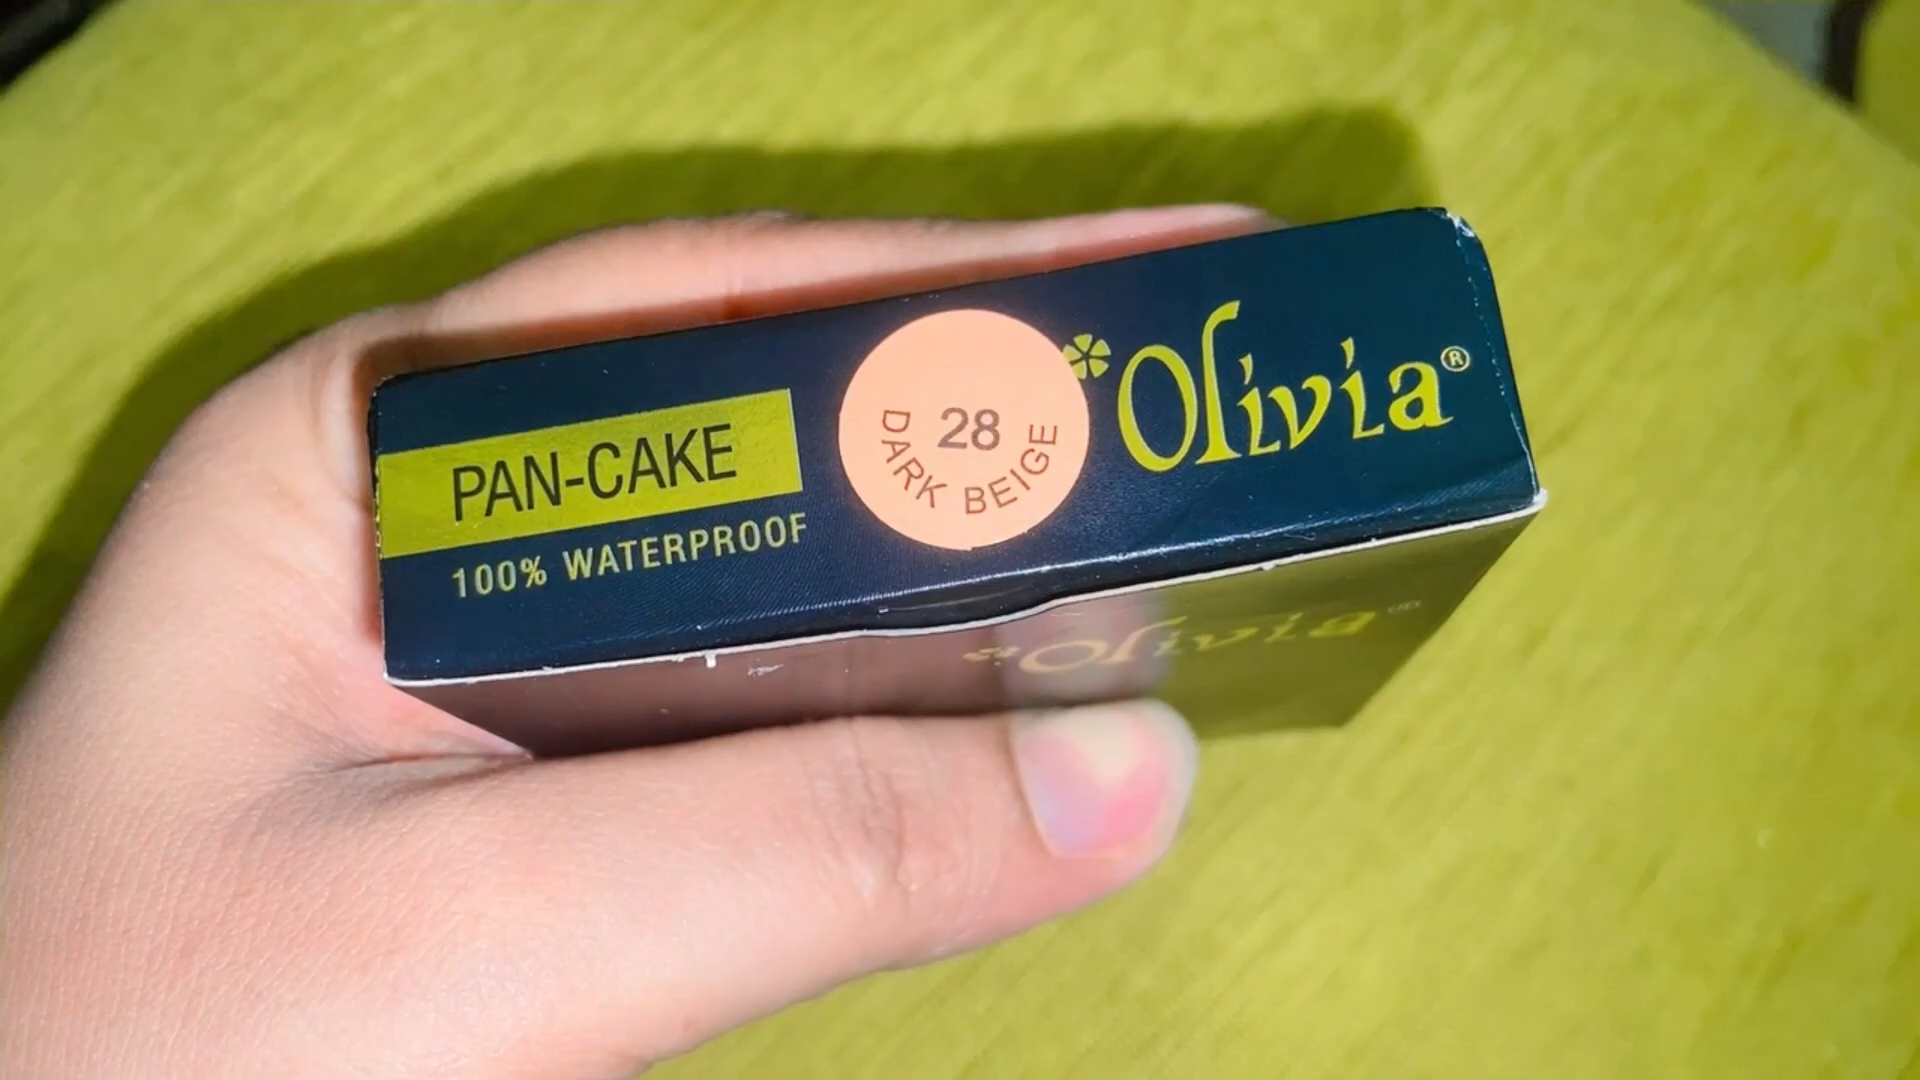 PAN-CAKE
100% WATERPROOF
28
DARK BEIGE
Olivia®
Olivia®